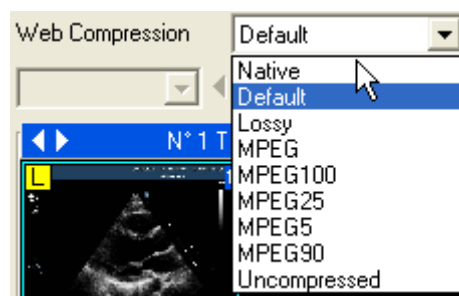 Web Compression Default
Native
Default
Lossy
N° 1 T
MPEG
L
MPEG100
MPEG25
MPEG5
MPEG90
Uncompressed